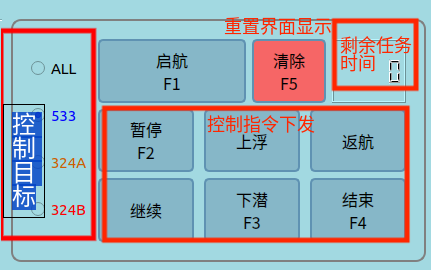 重置界面显示
剩余任务
时间
0
ALL
533
324A
324B
控
制
目
标
启航
F1
清除
F5
控制指令下发
暂停
F2
上浮
返航
继续
下潜
F3
结束
F4